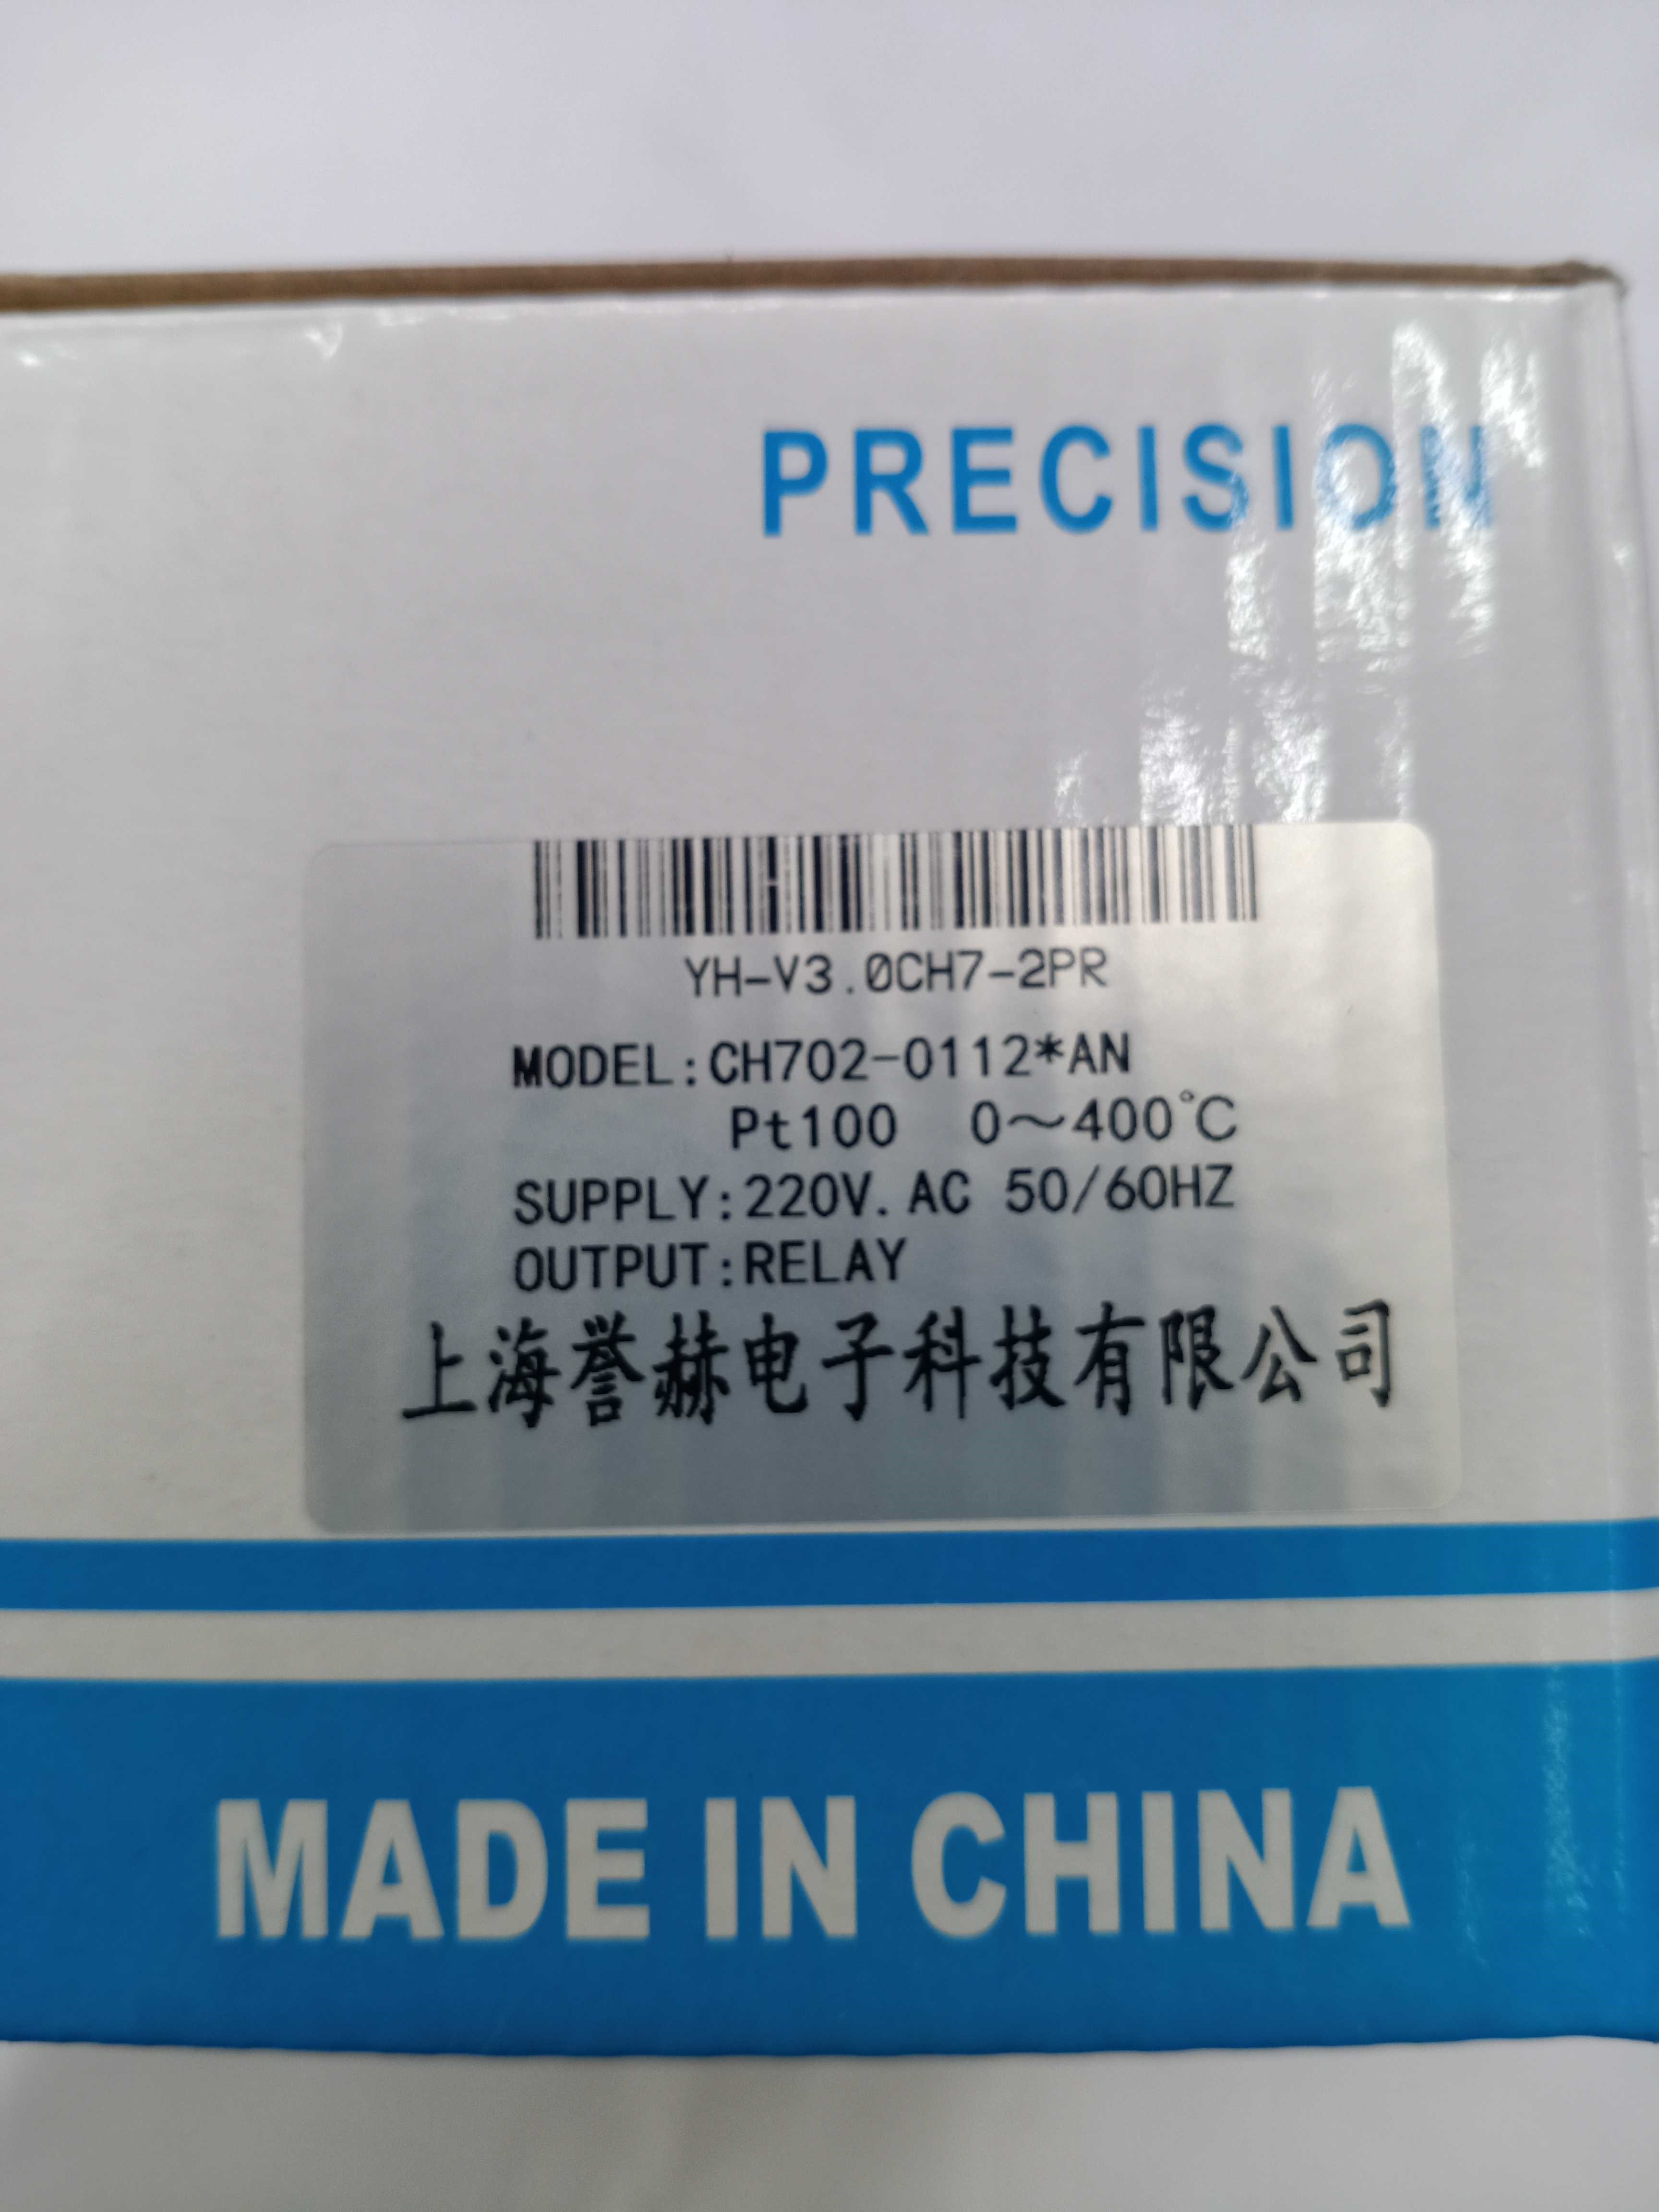 PRECISION
YH-V3.0CH7-2PR
MODEL:CH702-0112*AN
Pt100 0～400℃
SUPPLY:220V.AC 50/60HZ
OUTPUT:RELAY
上海誉赫电子科技有限公司
MADE IN CHINA